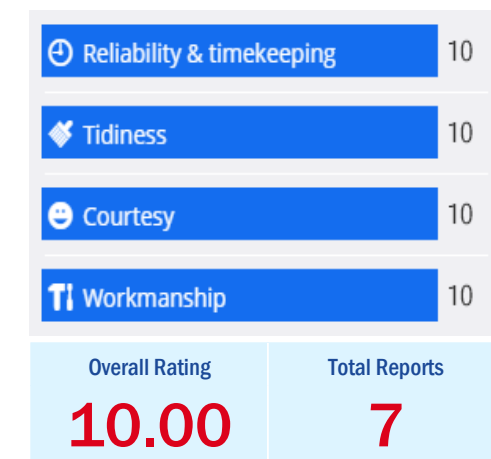 Reliability & timekeeping 10
Tidiness 10
Courtesy 10
Workmanship 10
Overall Rating Total Reports
10.00 7